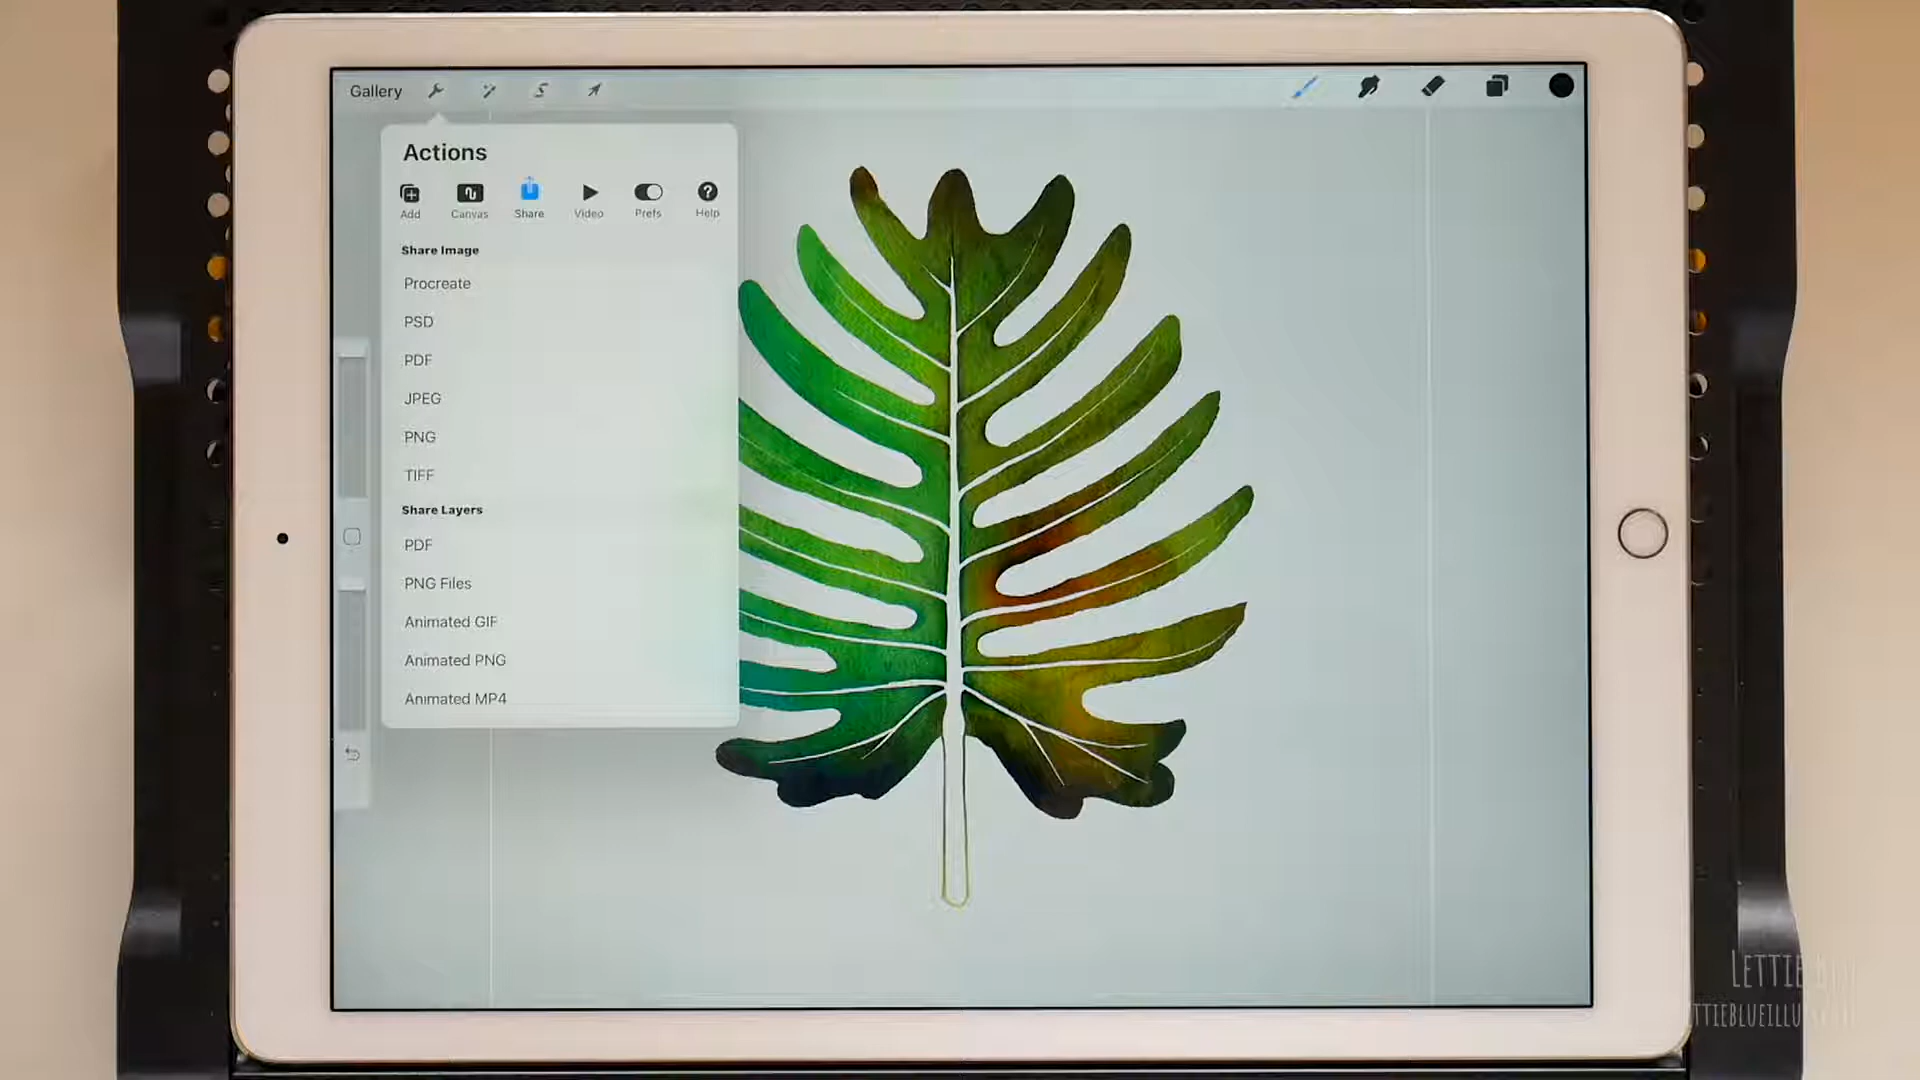 Gallery
Actions
Add Canvas Share Video Prefs Help
Share Image
Procreate
PSD
PDF
JPEG
PNG
TIFF
Share Layers
PDF
PNG Files
Animated GIF
Animated PNG
Animated MP4
LETTIE